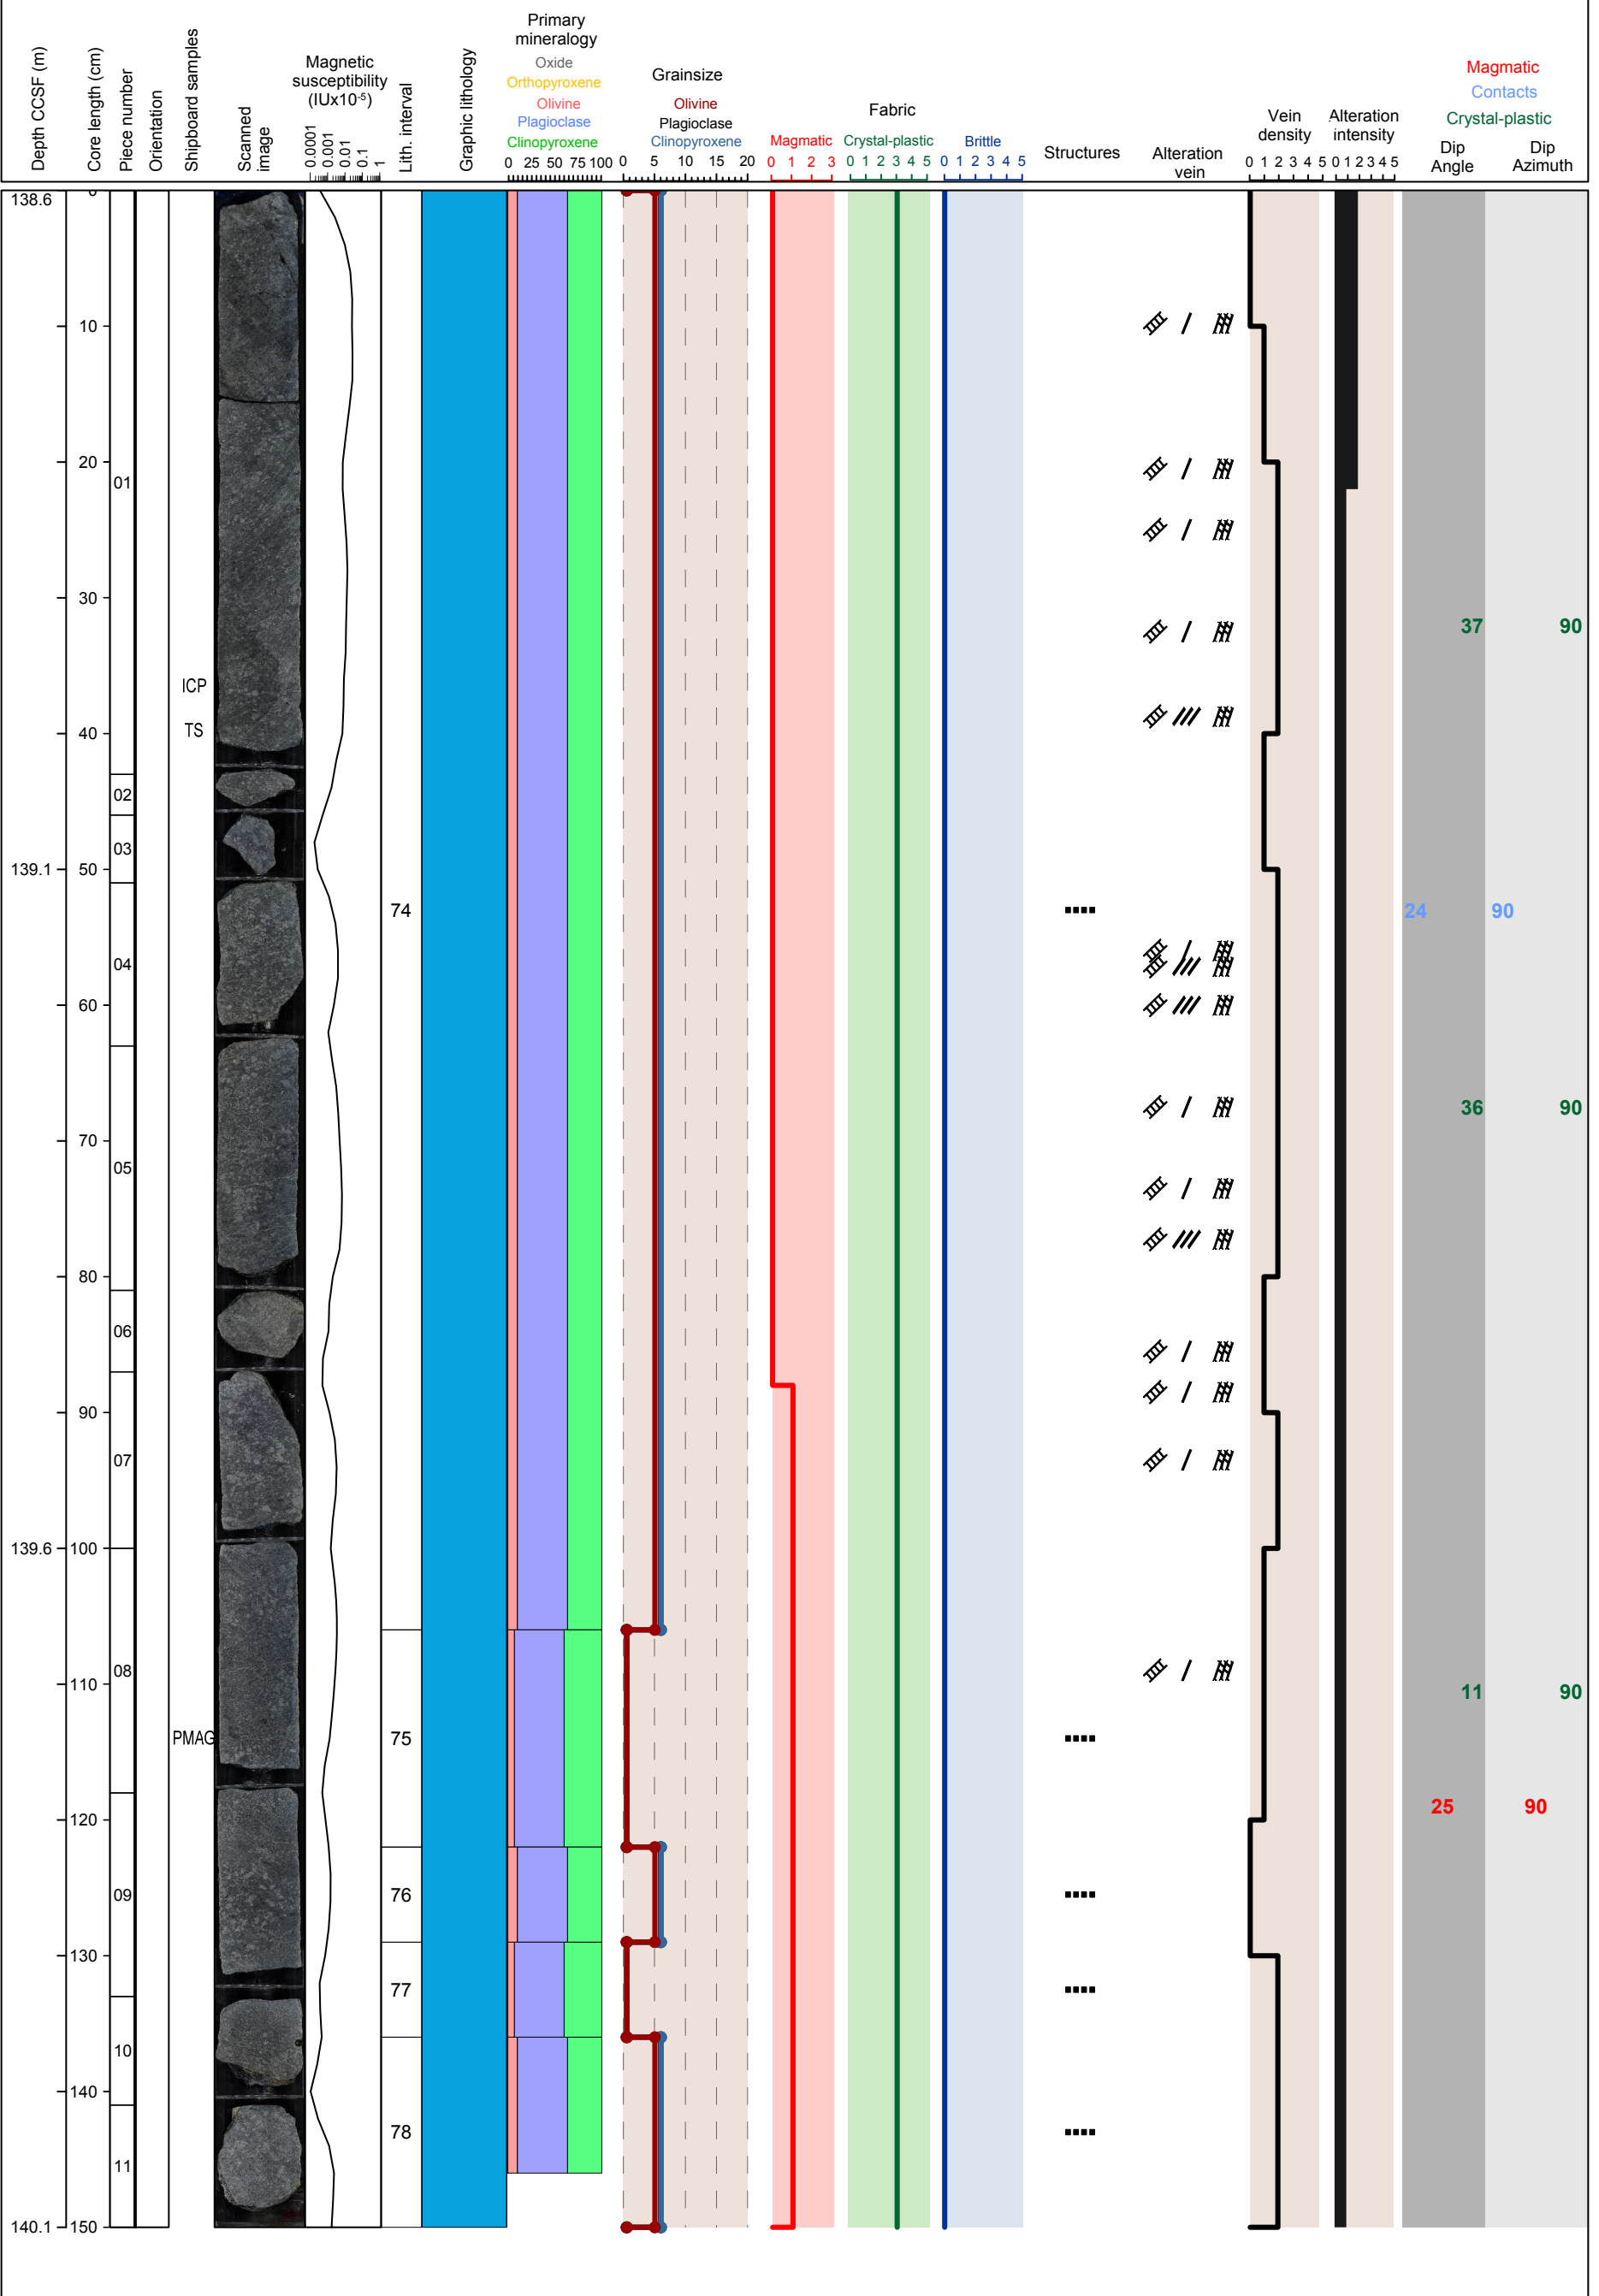 Depth CCSF (m)
Core length (cm)
Piece number
Orientation
Shipboard samples
Scanned
image
Magnetic
susceptibility
(IUx10-5)
0.0001
0.001
0.01
0.1
1
Lith. interval
Graphic lithology
Primary
mineralogy
Oxide
Orthopyroxene
Olivine
Plagioclase
Clinopyroxene
0 25 50 75 100
Grainsize
Olivine
Plagioclase
Clinopyroxene
0 5 10 15 20
Fabric
Magmatic
0 1 2 3
Crystal-plastic
0 1 2 3 4 5
Brittle
0 1 2 3 4 5
Structures
Alteration
vein
Vein
density
0 1 2 3 4 5
Alteration
intensity
0 1 2 3 4 5
Magmatic
Contacts
Crystal-plastic
Dip
Angle
Dip
Azimuth
138.6 0
10
20
01
30
37 90
ICP
TS
40
02
03
139.1 50
74 24 90
04
60
36 90
70
05
80
06
90
07
139.6 100
08
110 11 90
PMAG 75
25 90
120
09 76
130
77
10
140
78
11
140.1 150